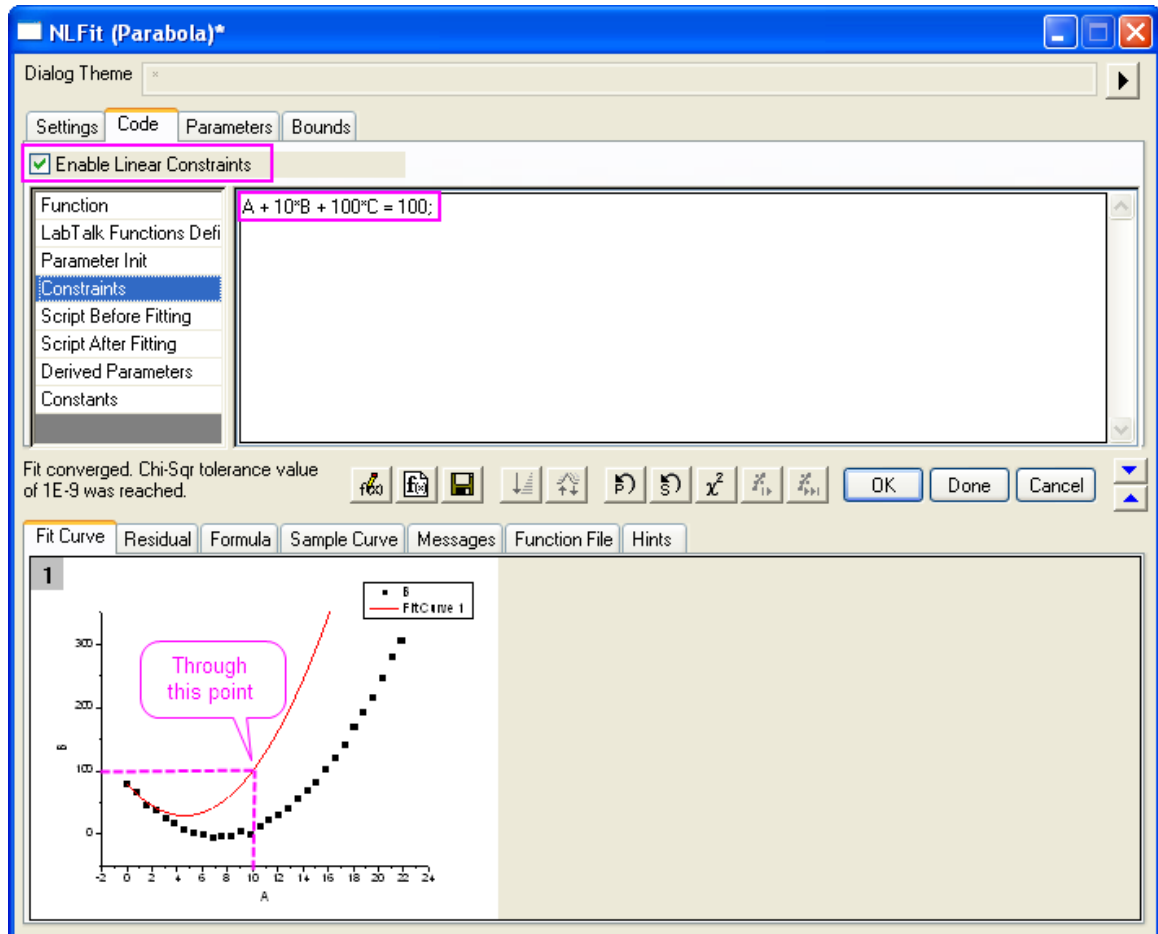 NLFit (Parabola)*
Dialog Theme *
Settings Code Parameters Bounds
Enable Linear Constraints
Function
LabTalk Functions Defi
Parameter Init
Constraints
Script Before Fitting
Script After Fitting
Derived Parameters
Constants
A + 10*B + 100*C = 100;
Fit converged. Chi-Sqr tolerance value
of 1E-9 was reached.
OK Done Cancel
Fit Curve Residual Formula Sample Curve Messages Function File Hints
1
B
Fit Curve 1
Through
this point
300
200
100
0
B
-2 0 2 4 6 8 10 12 14 16 18 20 22 24
A